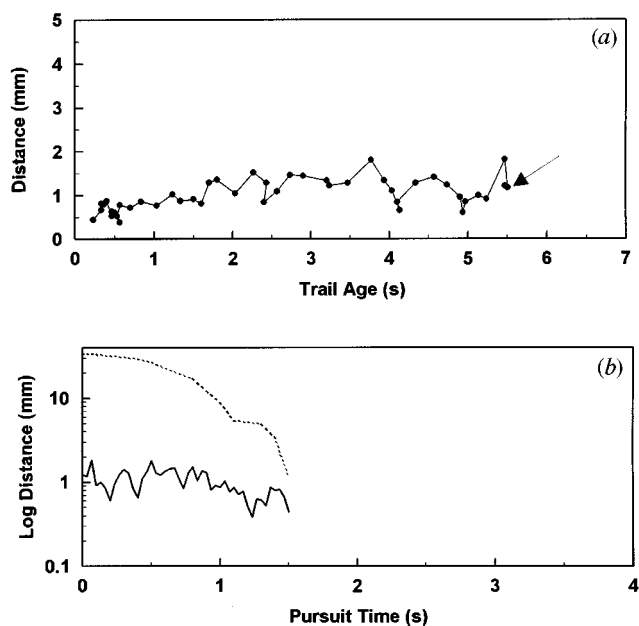 (a)
Distance (mm)
5
4
3
2
1
0
0 1 2 3 4 5 6 7
Trail Age (s)
(b)
Log Distance (mm)
10
1
0.1
0 1 2 3 4
Pursuit Time (s)